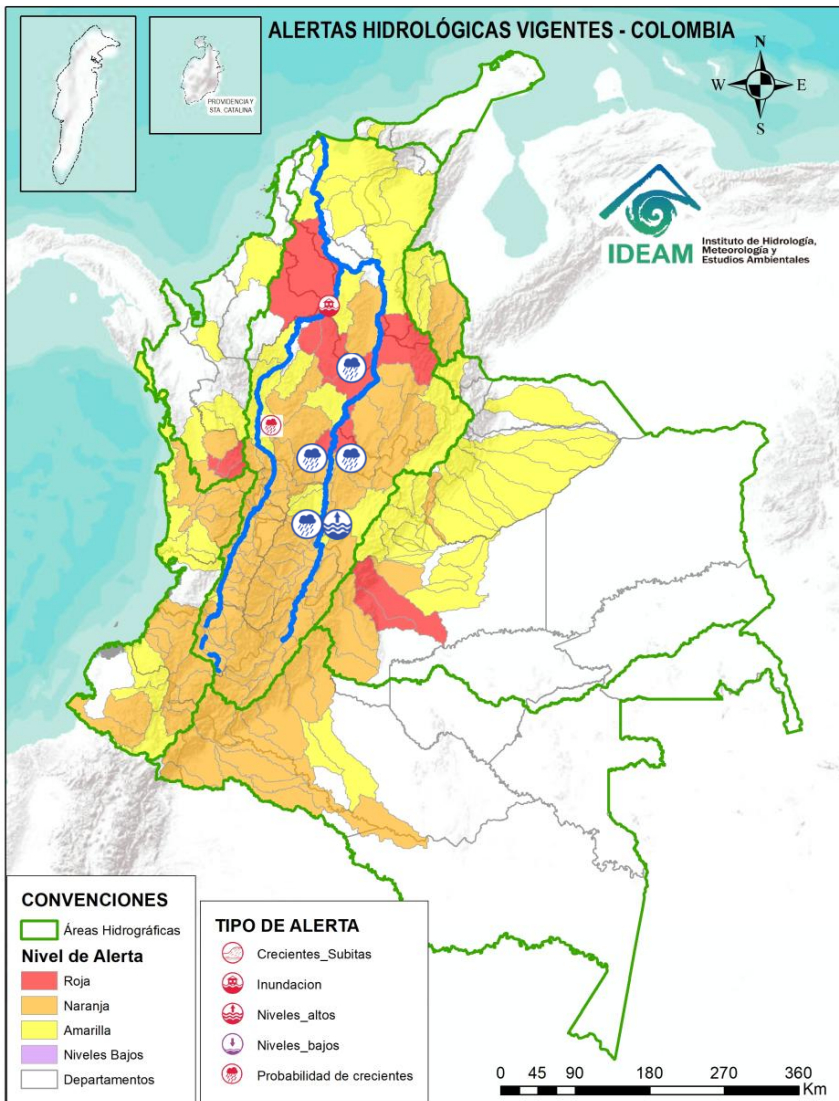 ALERTAS HIDROLÓGICAS VIGENTES - COLOMBIA
PROVIDENCIA Y
STA. CATALINA
N
W
E
S
IDEAM
Instituto de Hidrología,
Meteorología y
Estudios Ambientales
CONVENCIONES
Áreas Hidrográficas
Nivel de Alerta
Roja
Naranja
Amarilla
Niveles Bajos
Departamentos
TIPO DE ALERTA
Crecientes_Subitas
Inundacion
Niveles_altos
Niveles_bajos
Probabilidad de crecientes
0 45 90 180 270 360
Km